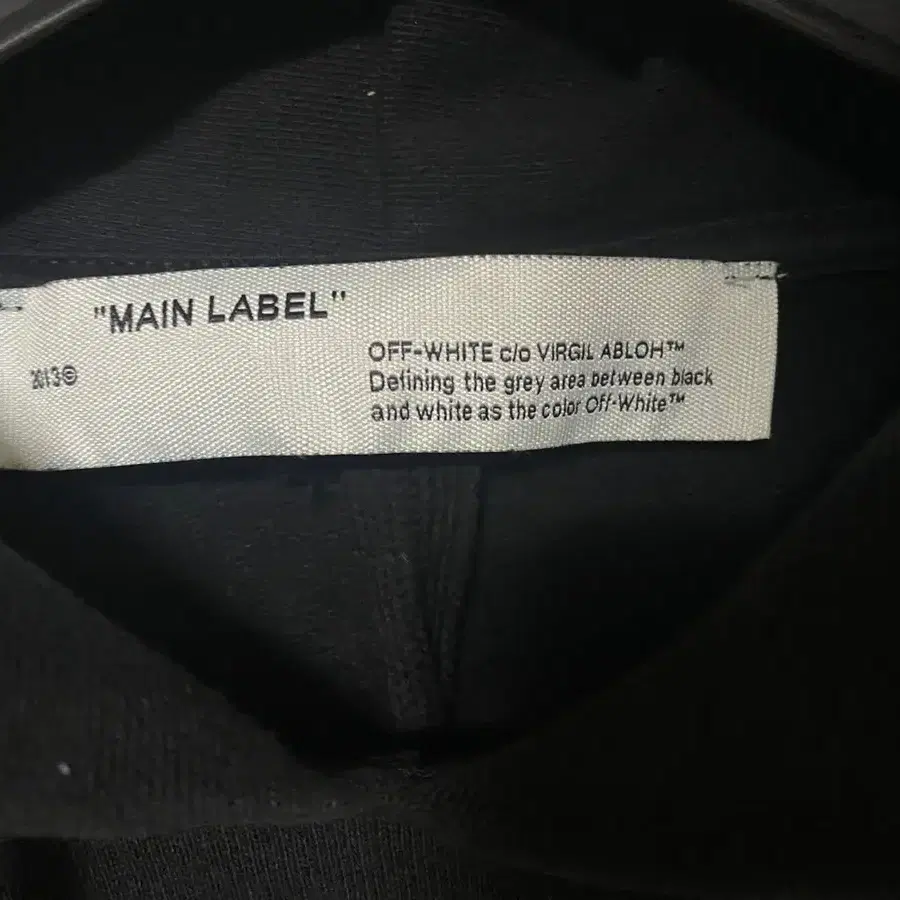 "MAIN LABEL"
2013©
OFF-WHITE c/o VIRGIL ABLOH™
Defining the grey area between black
and white as the color Off-White™